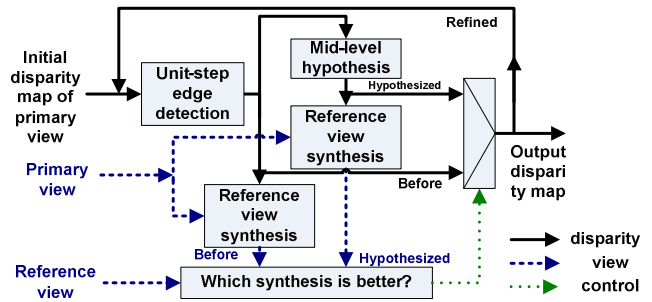 Refined
Initial
disparity
map of
primary
view
Unit-step
edge
detection
Mid-level
hypothesis
Hypothesized
Reference
view
synthesis
Primary
view
Before
Output
dispari
ty map
Reference
view
synthesis
Before
Hypothesized
Reference
view
Which synthesis is better?
disparity
view
control